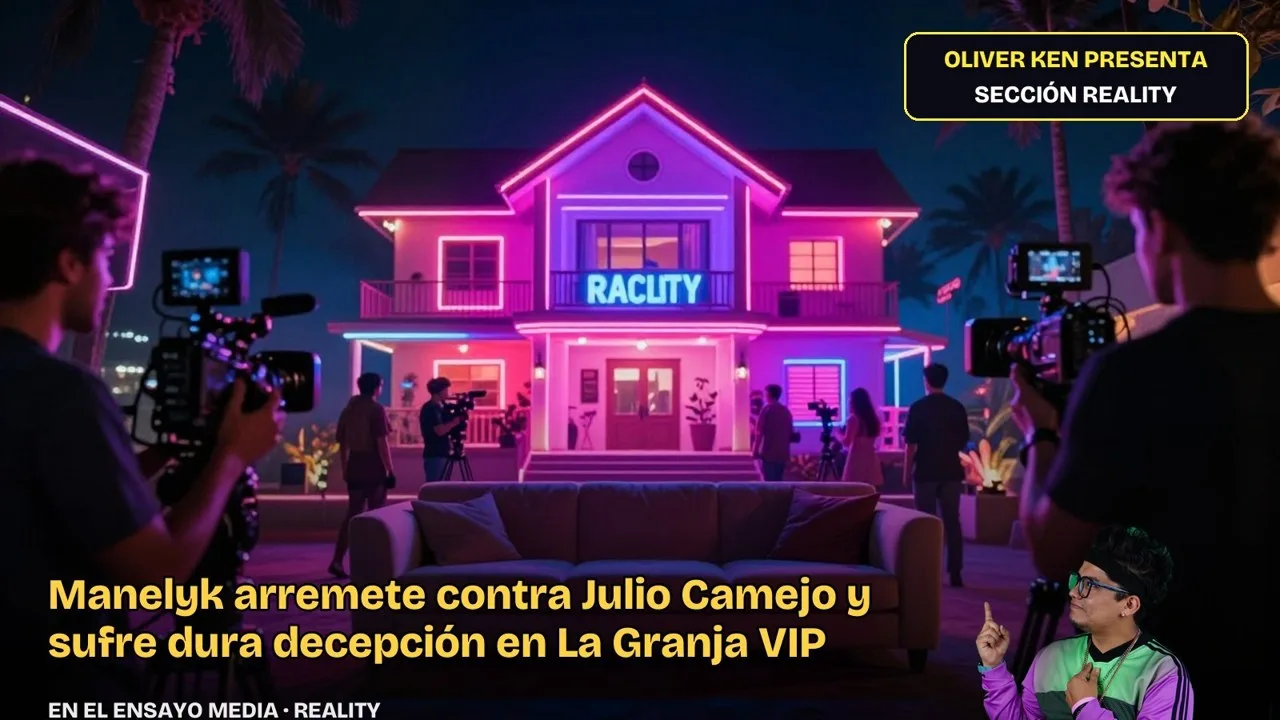 OLIVER KEN PRESENTA
SECCIÓN REALITY
RACUTY
Manelyk arremete contra Julio Camejo y
sufre dura decepción en La Granja VIP
EN EL ENSAYO MEDIA · REALITY